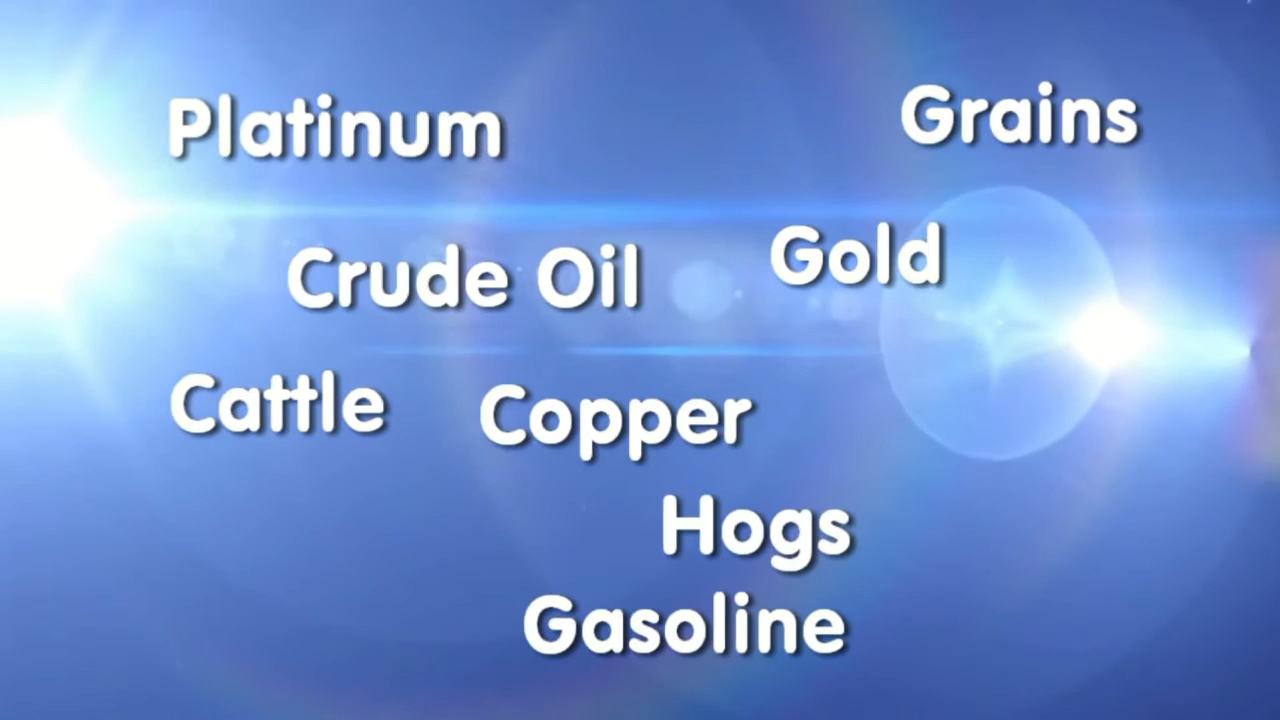 Platinum
Grains
Crude Oil
Gold
Cattle
Copper
Hogs
Gasoline